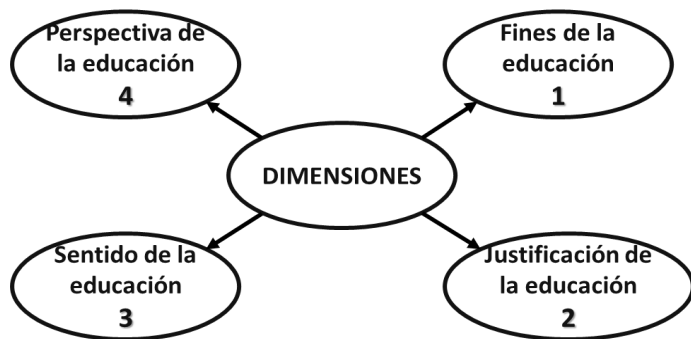 Perspectiva de
la educación
4
Fines de la
educación
1
DIMENSIONES
Sentido de la
educación
3
Justificación de
la educación
2